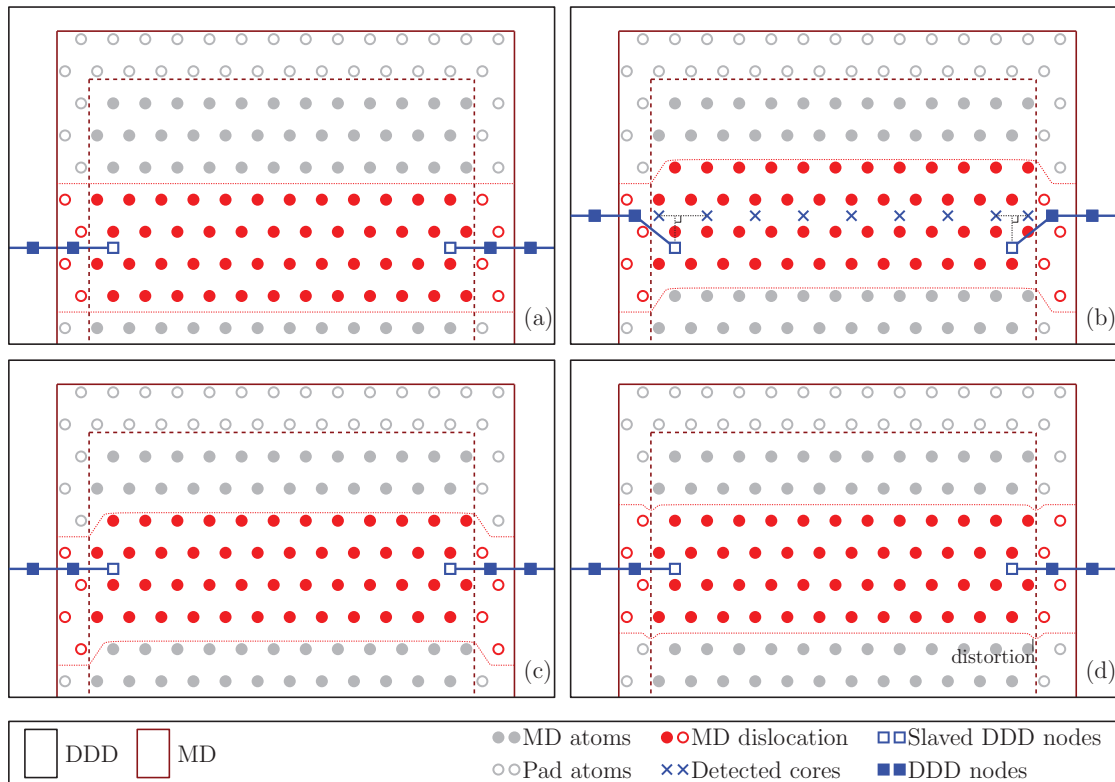 (a)
(b)
(c)
distortion
(d)
DDD MD MD atoms MD dislocation Slaved DDD nodes
Pad atoms Detected cores DDD nodes